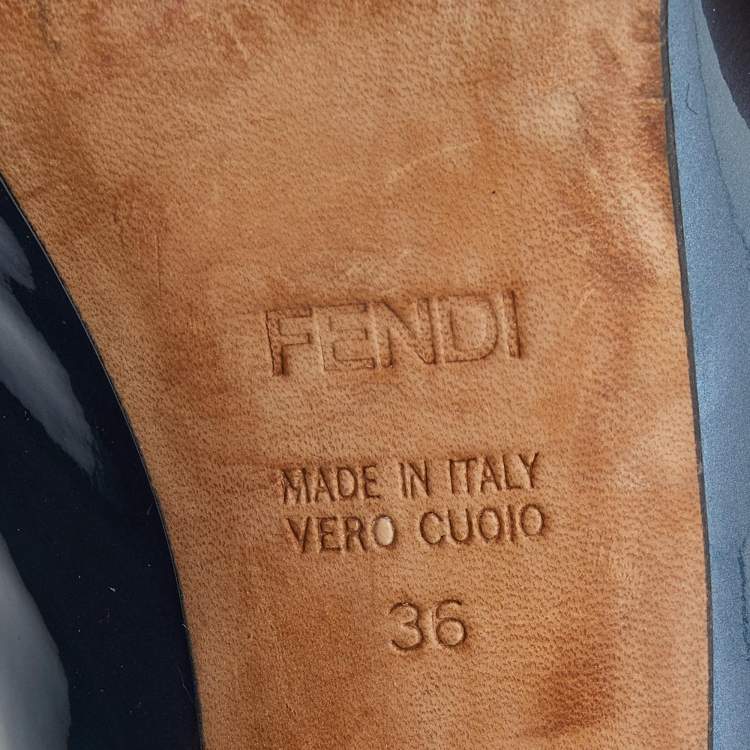 FENDI
MADE IN ITALY
VERO CUOIO
36